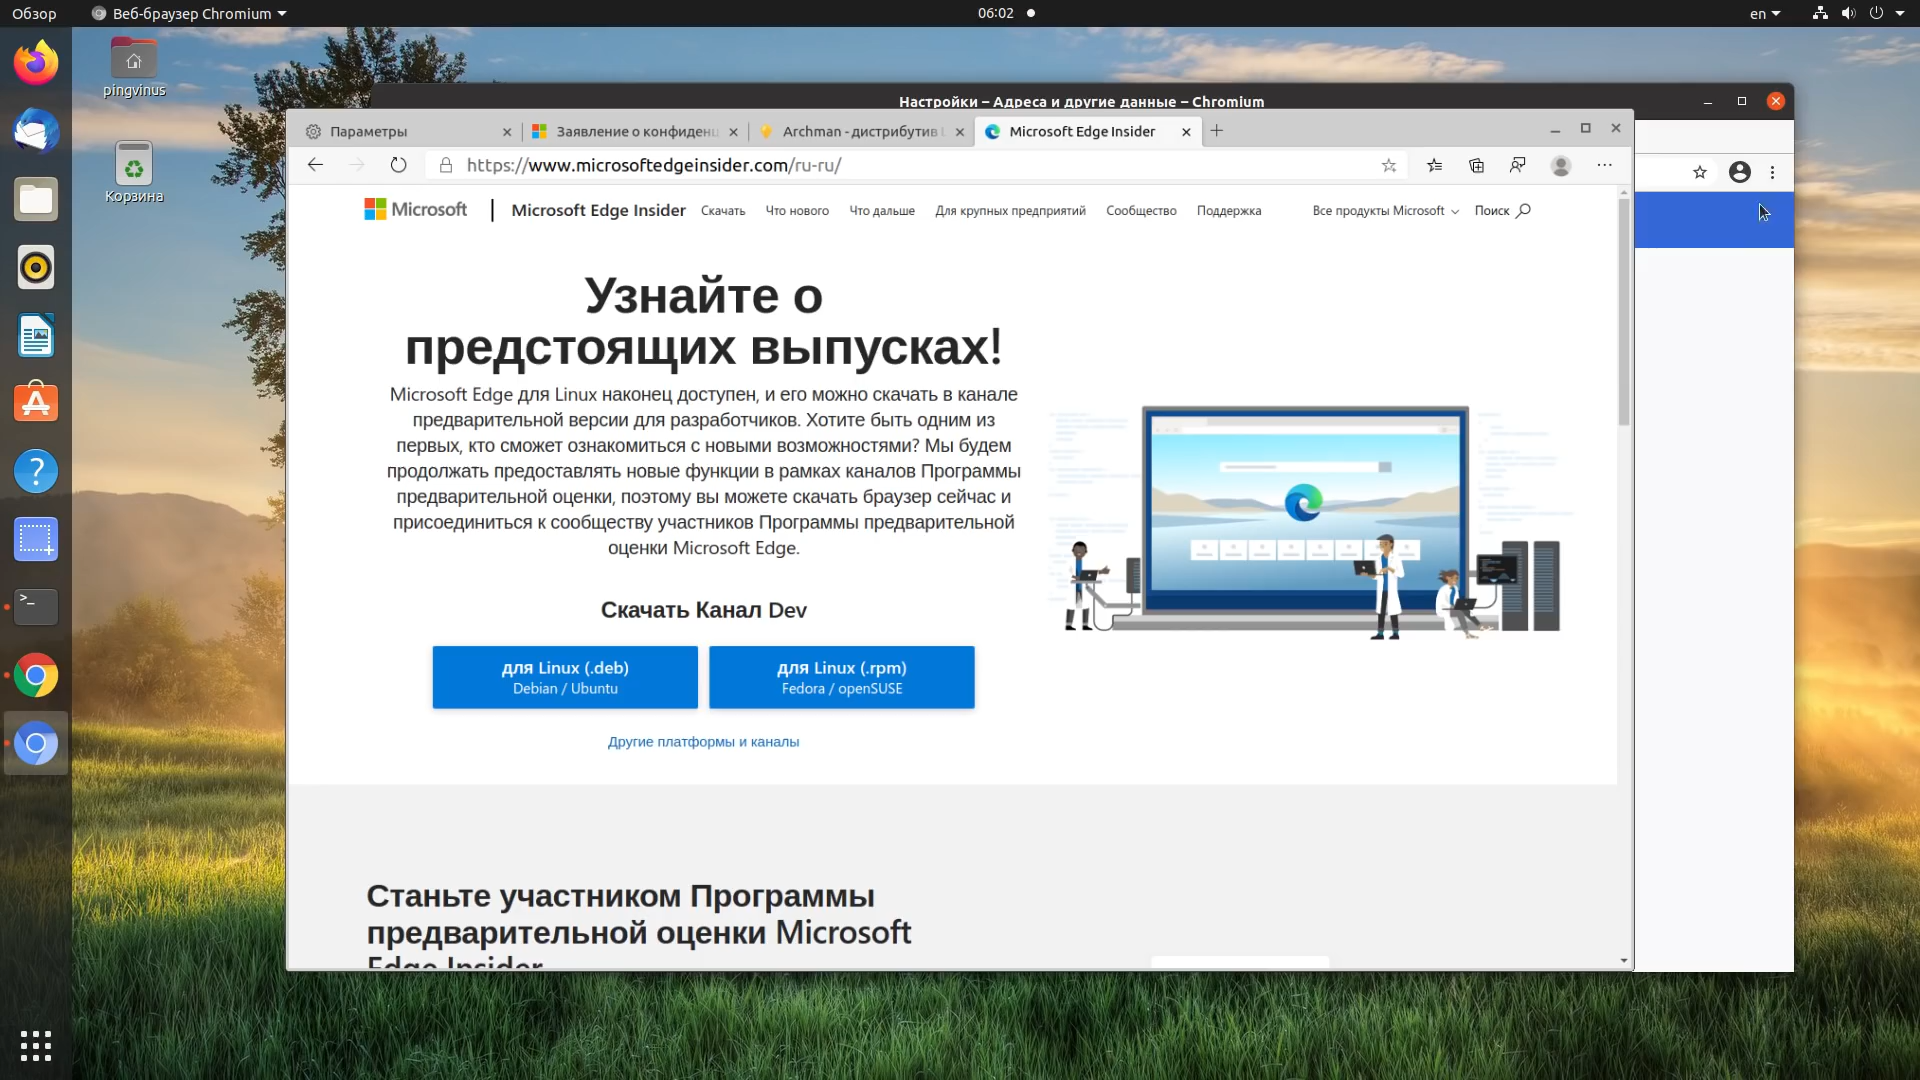 Обзор
Веб-браузер Chromium
06:02
en
pingvinus
Корзина
Настройки – Адреса и другие данные – Chromium
Параметры
Заявление о конфиденц
Archman - дистрибутив
Microsoft Edge Insider
https://www.microsoftedgeinsider.com/ru-ru/
Microsoft
Microsoft Edge Insider
Скачать
Что нового
Что дальше
Для крупных предприятий
Сообщество
Поддержка
Все продукты Microsoft
Поиск
Узнайте о
предстоящих выпусках!
Microsoft Edge для Linux наконец доступен, и его можно скачать в канале
предварительной версии для разработчиков. Хотите быть одним из
первых, кто сможет ознакомиться с новыми возможностями? Мы будем
продолжать предоставлять новые функции в рамках каналов Программы
предварительной оценки, поэтому вы можете скачать браузер сейчас и
присоединиться к сообществу участников Программы предварительной
оценки Microsoft Edge.
Скачать Канал Dev
для Linux (.deb)
Debian / Ubuntu
для Linux (.rpm)
Fedora / openSUSE
Другие платформы и каналы
Станьте участником Программы
предварительной оценки Microsoft
Edge Insider